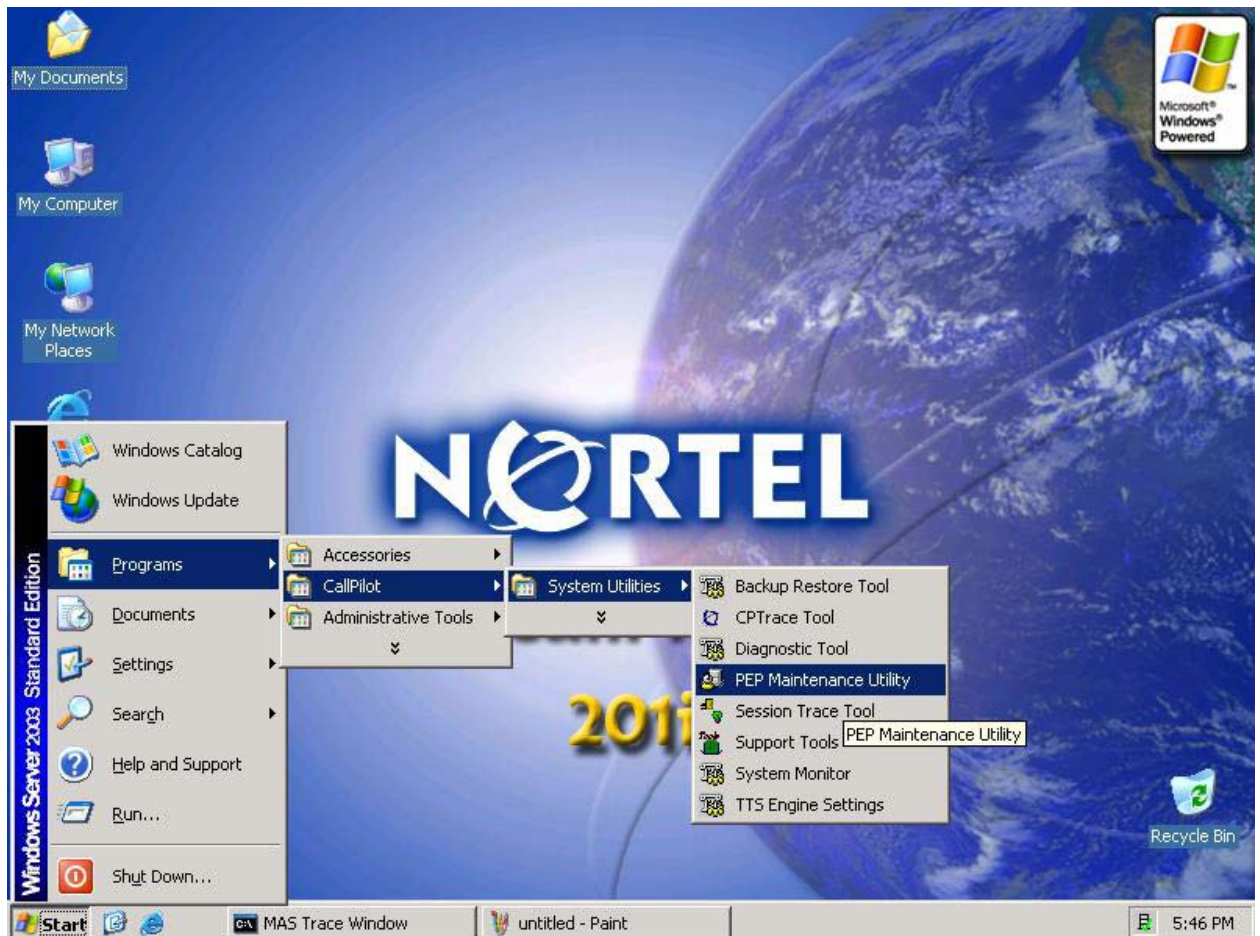 My Documents
My Computer
My Network
Places
Microsoft®
Windows®
Powered
NORTEL
201i
Windows Server 2003 Standard Edition
Windows Catalog
Windows Update
Programs
Documents
Settings
Search
Help and Support
Run...
Shut Down...
Accessories
CallPilot
Administrative Tools
System Utilities
Backup Restore Tool
CPTrace Tool
Diagnostic Tool
PEP Maintenance Utility
Session Trace Tool
Support Tools
PEP Maintenance Utility
System Monitor
TTS Engine Settings
Recycle Bin
Start
MAS Trace Window
untitled - Paint
5:46 PM